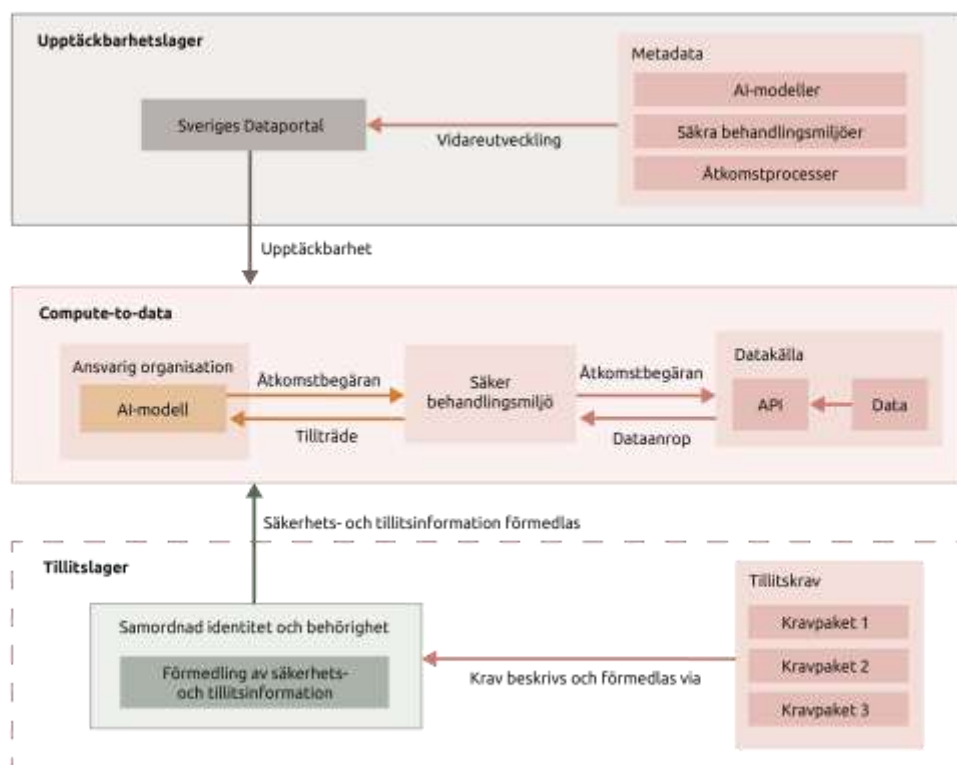 Upptäckbarhetslager
Metadata
AI-modeller
Säkra behandlingsmiljöer
Åtkomstprocesser
Sveriges Dataportal
Vidareutveckling
Upptäckbarhet
Compute-to-data
Ansvarig organisation
AI-modell
Åtkomstbegäran
Tillträde
Säker
behandlingsmiljö
Åtkomstbegäran
Dataanrop
Datakälla
API
Data
Säkerhets- och tillitsinformation förmedlas
Tillitslager
Samordnad identitet och behörighet
Förmedling av säkerhets-
och tillitsinformation
Krav beskrivs och förmedlas via
Tillitskrav
Kravpaket 1
Kravpaket 2
Kravpaket 3